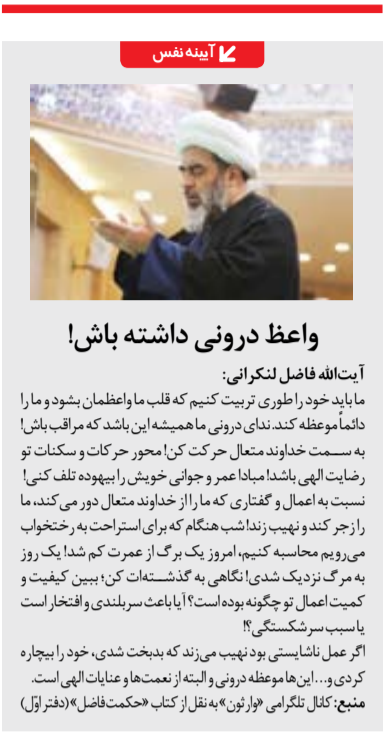 آیینه نفس
واعظ درونی داشته باش!
آیت‌الله فاضل لنکرانی:
ما باید خود را طوری تربیت کنیم که قلب ما واعظمان بشود و ما را
دائماً موعظه کند. ندای درونی ما همیشه این باشد که مراقب باش!
به سمت خداوند متعال حرکت کن! محور حرکات و سکنات تو
رضایت الهی باشد! مبادا عمر و جوانی خویش را بیهوده تلف کنی!
نسبت به اعمال و گفتاری که ما را از خداوند متعال دور می‌کند، ما
را زجر کند و نهیب زند! شب هنگام که برای استراحت به رختخواب
می‌رویم محاسبه کنیم، امروز یک برگ از عمرت کم شد! یک روز
به مرگ نزدیک شدی! نگاهی به گذشته‌ات کن؛ ببین کیفیت و
کمیت اعمال تو چگونه بوده است؟ آیا باعث سربلندی و افتخار است
یا سبب سرشکستگی؟!
اگر عمل ناشایستی بود نهیب می‌زند که بدبخت شدی، خود را بیچاره
کردی و... این‌ها موعظه درونی و البته از نعمت‌ها و عنایات الهی است.
منبع: کانال تلگرامی «وارثون» به نقل از کتاب «حکمت فاضل» (دفتر اوّل)